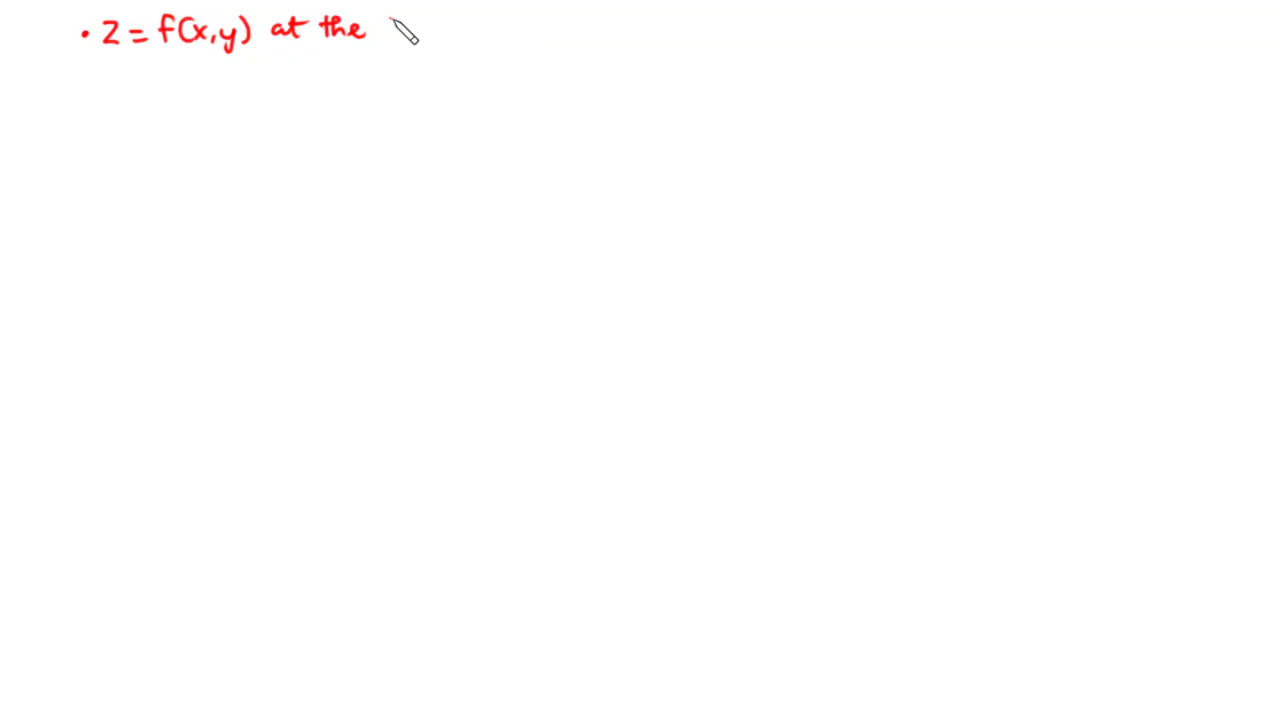 • z = f(x,y) at the